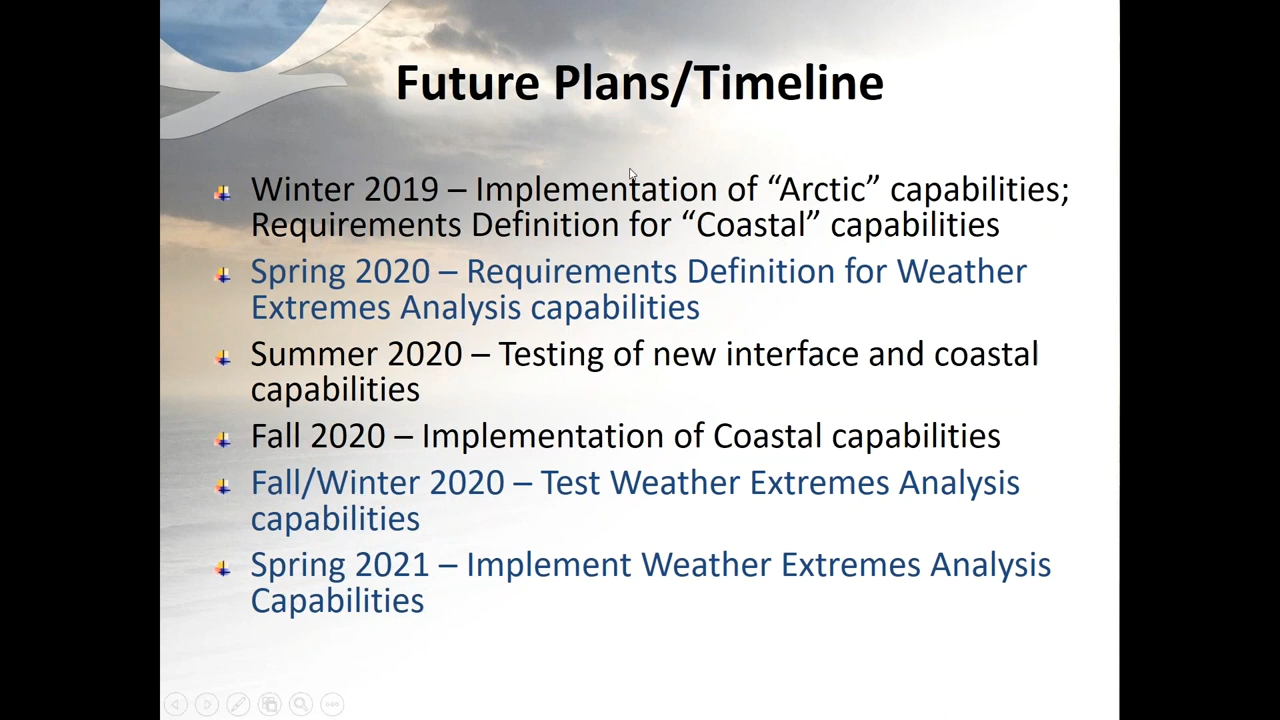 Future Plans/Timeline
Winter 2019 – Implementation of “Arctic” capabilities;
Requirements Definition for “Coastal” capabilities
Spring 2020 – Requirements Definition for Weather
Extremes Analysis capabilities
Summer 2020 – Testing of new interface and coastal
capabilities
Fall 2020 – Implementation of Coastal capabilities
Fall/Winter 2020 – Test Weather Extremes Analysis
capabilities
Spring 2021 – Implement Weather Extremes Analysis
Capabilities